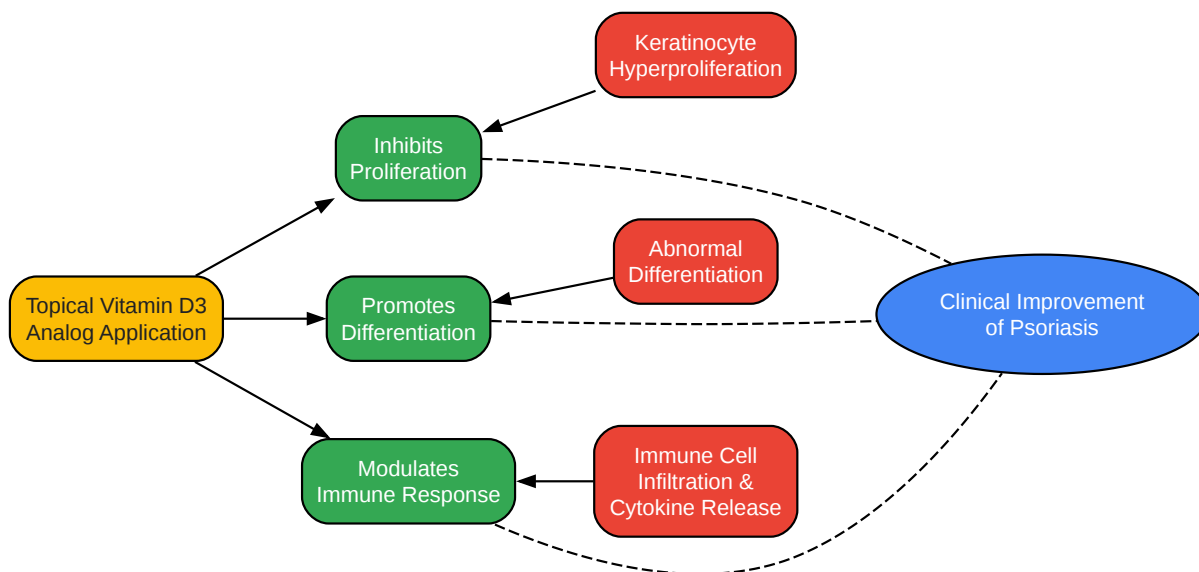 Keratinocyte
Hyperproliferation
Inhibits
Proliferation
Abnormal
Differentiation
Topical Vitamin D3
Analog Application
Promotes
Differentiation
Clinical Improvement
of Psoriasis
Modulates
Immune Response
Immune Cell
Infiltration &
Cytokine Release